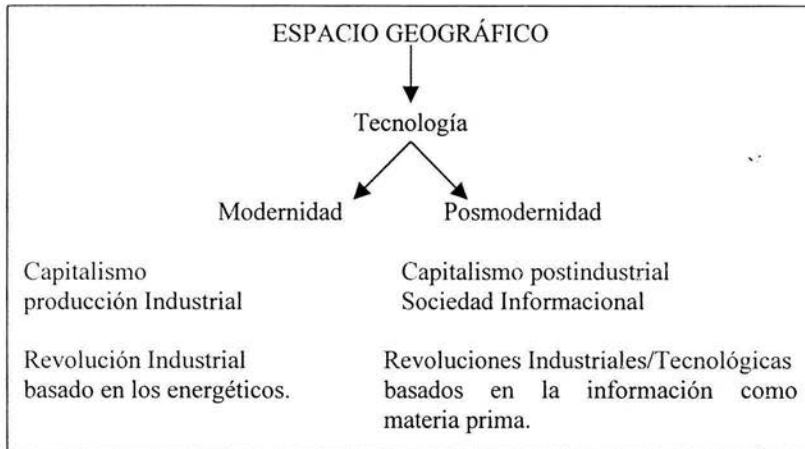 ESPACIO GEOGRÁFICO
Tecnología
Modernidad
Posmodernidad
Capitalismo
producción Industrial
Capitalismo postindustrial
Sociedad Informacional
Revolución Industrial
basado en los energéticos.
Revoluciones Industriales/Tecnológicas
basados en la información como
materia prima.